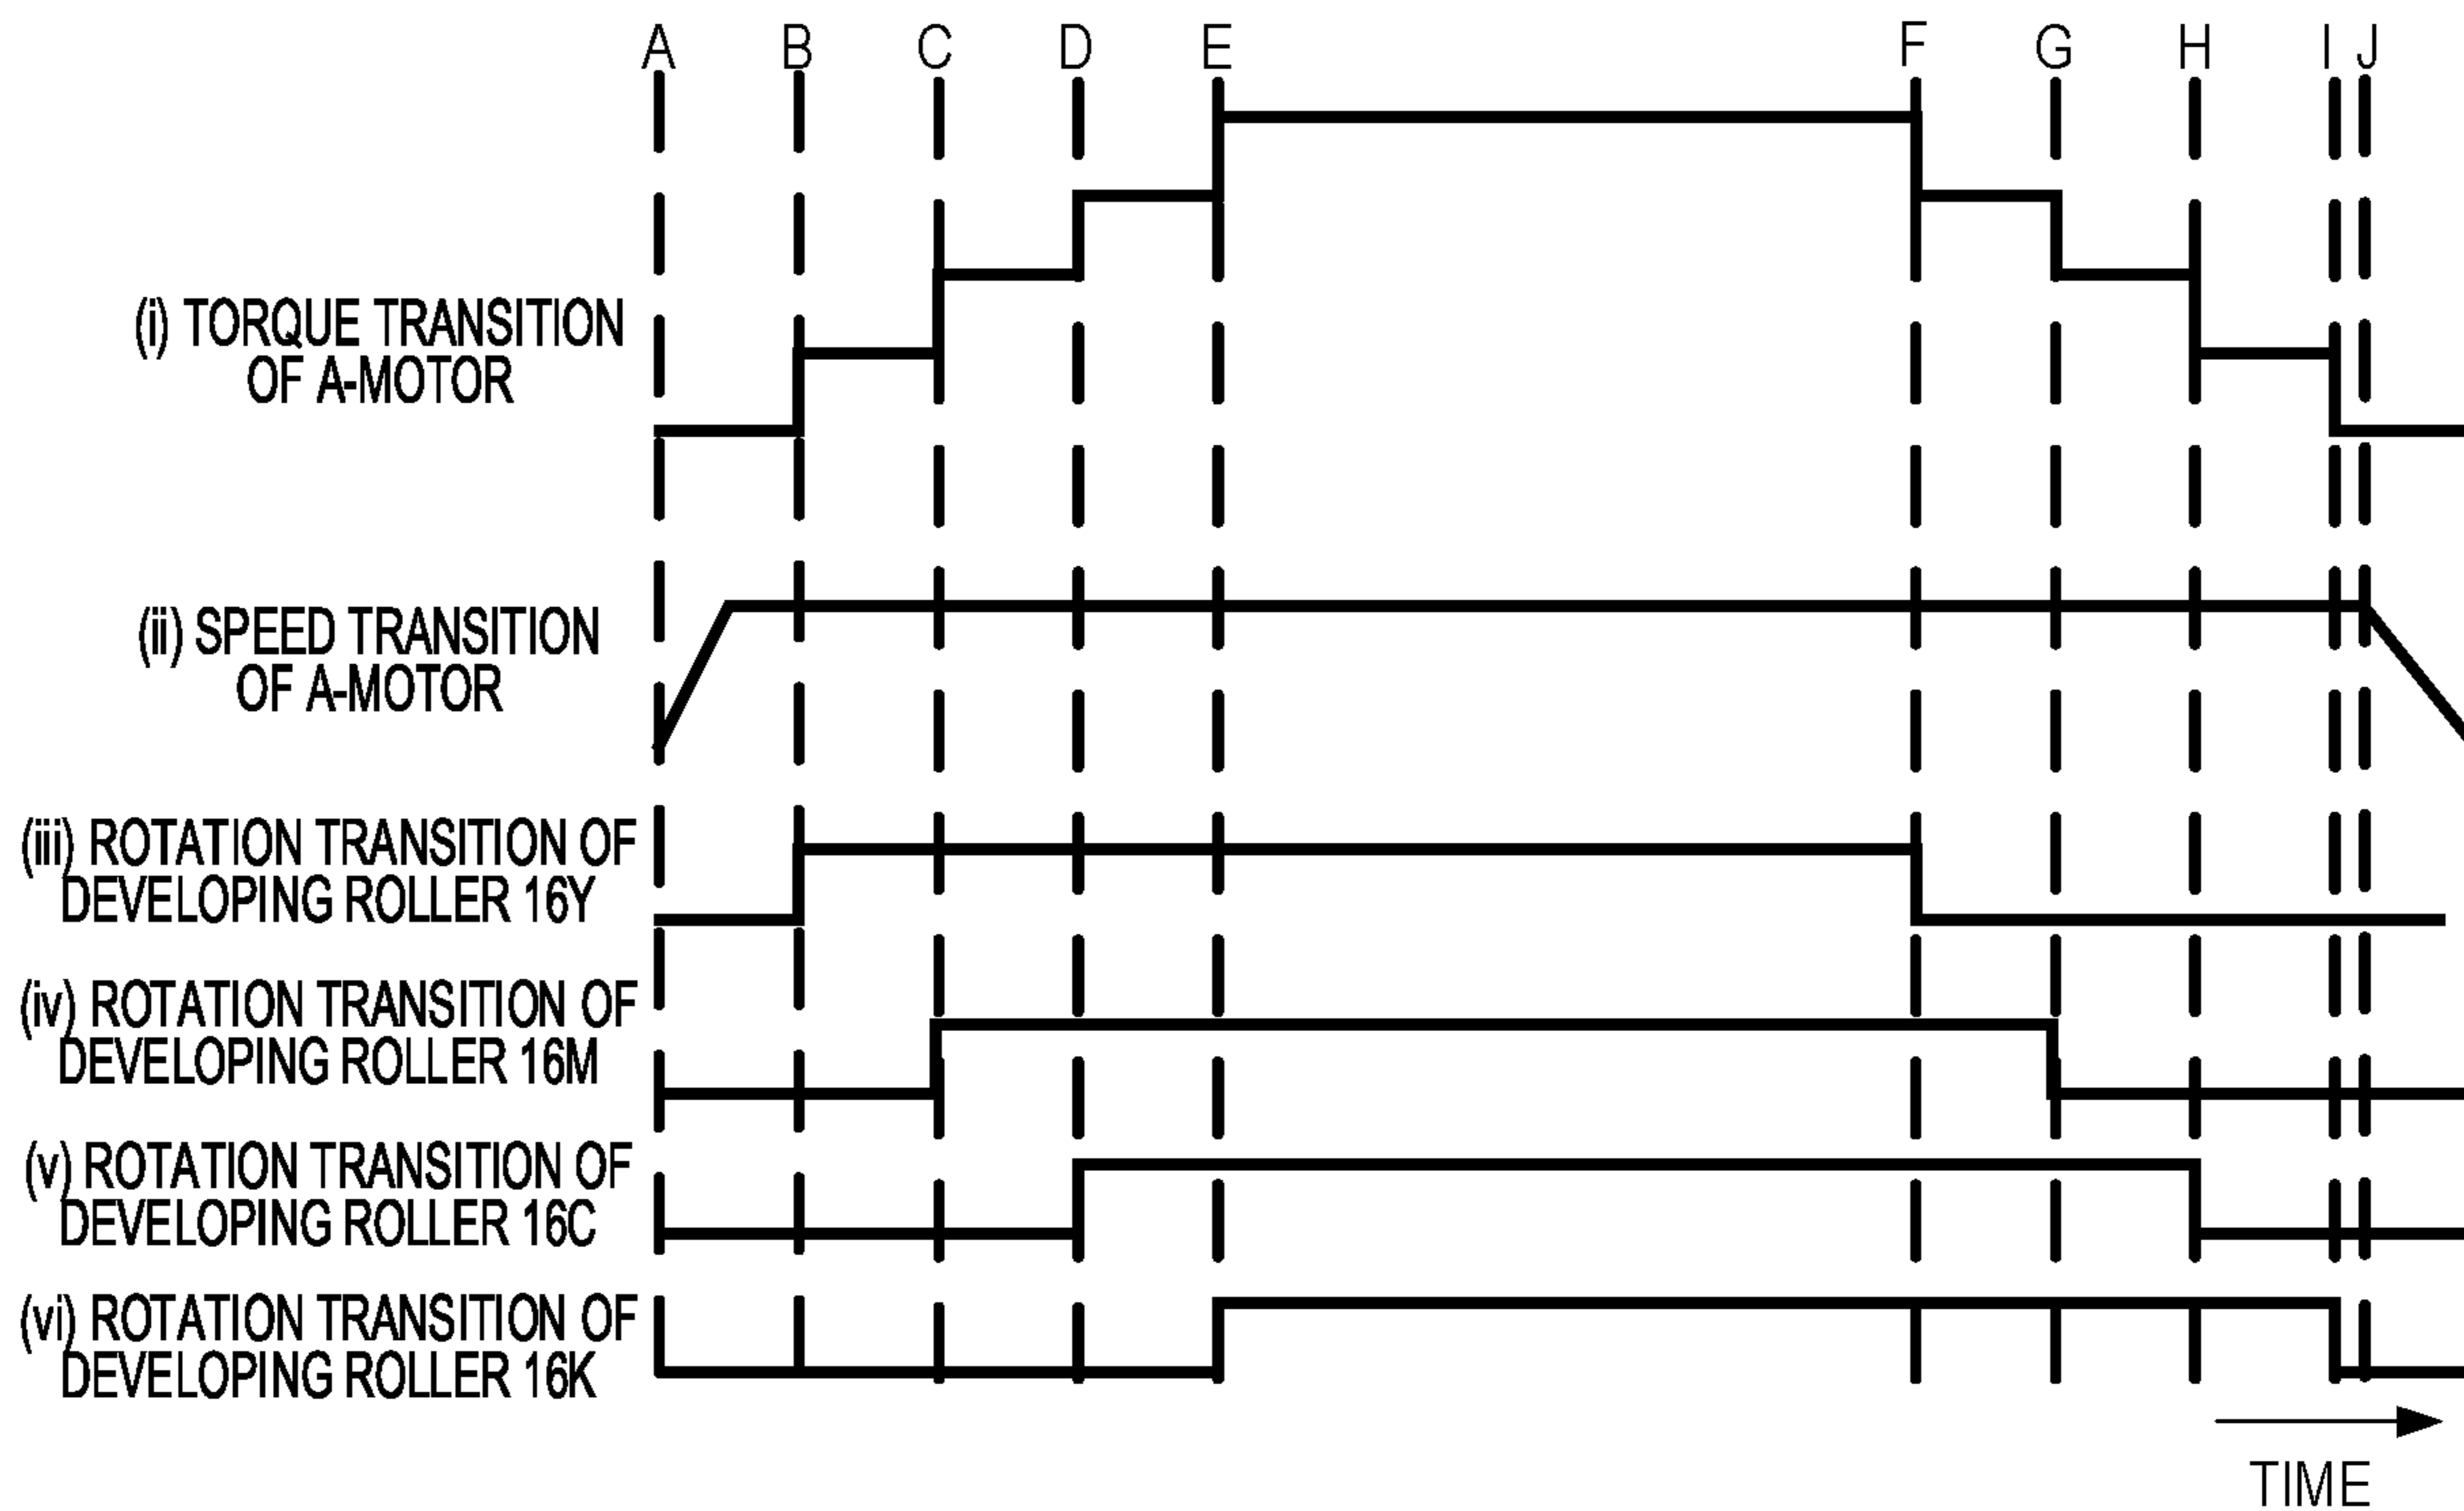 A B C D E F G H I J
(i) TORQUE TRANSITION
OF A-MOTOR
(ii) SPEED TRANSITION
OF A-MOTOR
(iii) ROTATION TRANSITION OF
DEVELOPING ROLLER 16Y
(iv) ROTATION TRANSITION OF
DEVELOPING ROLLER 16M
(v) ROTATION TRANSITION OF
DEVELOPING ROLLER 16C
(vi) ROTATION TRANSITION OF
DEVELOPING ROLLER 16K
TIME